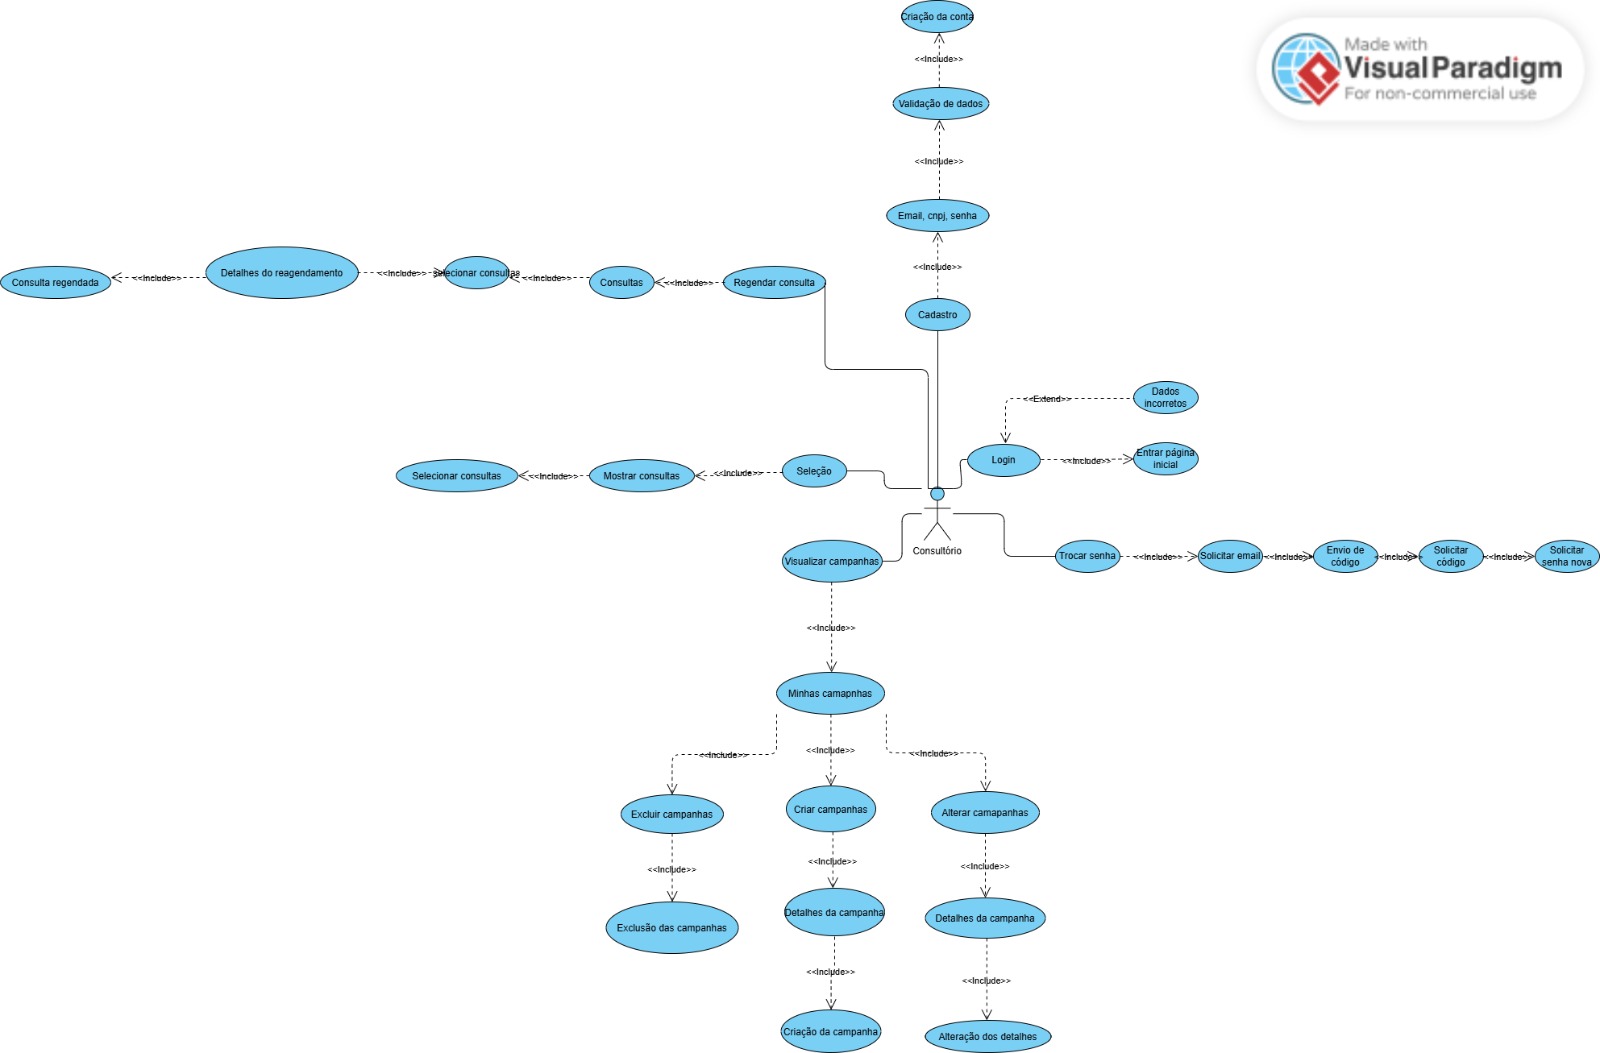 Criação da conta
Made with
Visual Paradigm
For non-commercial use
<<Include>>
Validação de dados
<<Include>>
Email, cnpj, senha
<<Include>>
Consulta regendada
<<Include>>
Detalhes do reagendamento
<<Include>>
Selecionar consultas
<<Include>>
Consultas
<<Include>>
Regendar consulta
Cadastro
<<Extend>>
Dados
incorretos
Login
<<Include>>
Entrar página
inicial
Selecionar consultas
<<Include>>
Mostrar consultas
<<Include>>
Seleção
Consultório
Visualizar campanhas
Trocar senha
<<Include>>
Solicitar email
<<Include>>
Envio de
código
<<Include>>
Solicitar
código
<<Include>>
Solicitar
senha nova
<<Include>>
Minhas camapnhas
<<Include>>
<<Include>>
<<Include>>
Excluir campanhas
Criar campanhas
Alterar camapanhas
<<Include>>
<<Include>>
<<Include>>
Exclusão das campanhas
Detalhes da campanha
Detalhes da campanha
<<Include>>
<<Include>>
Criação da campanha
Alteração dos detalhes